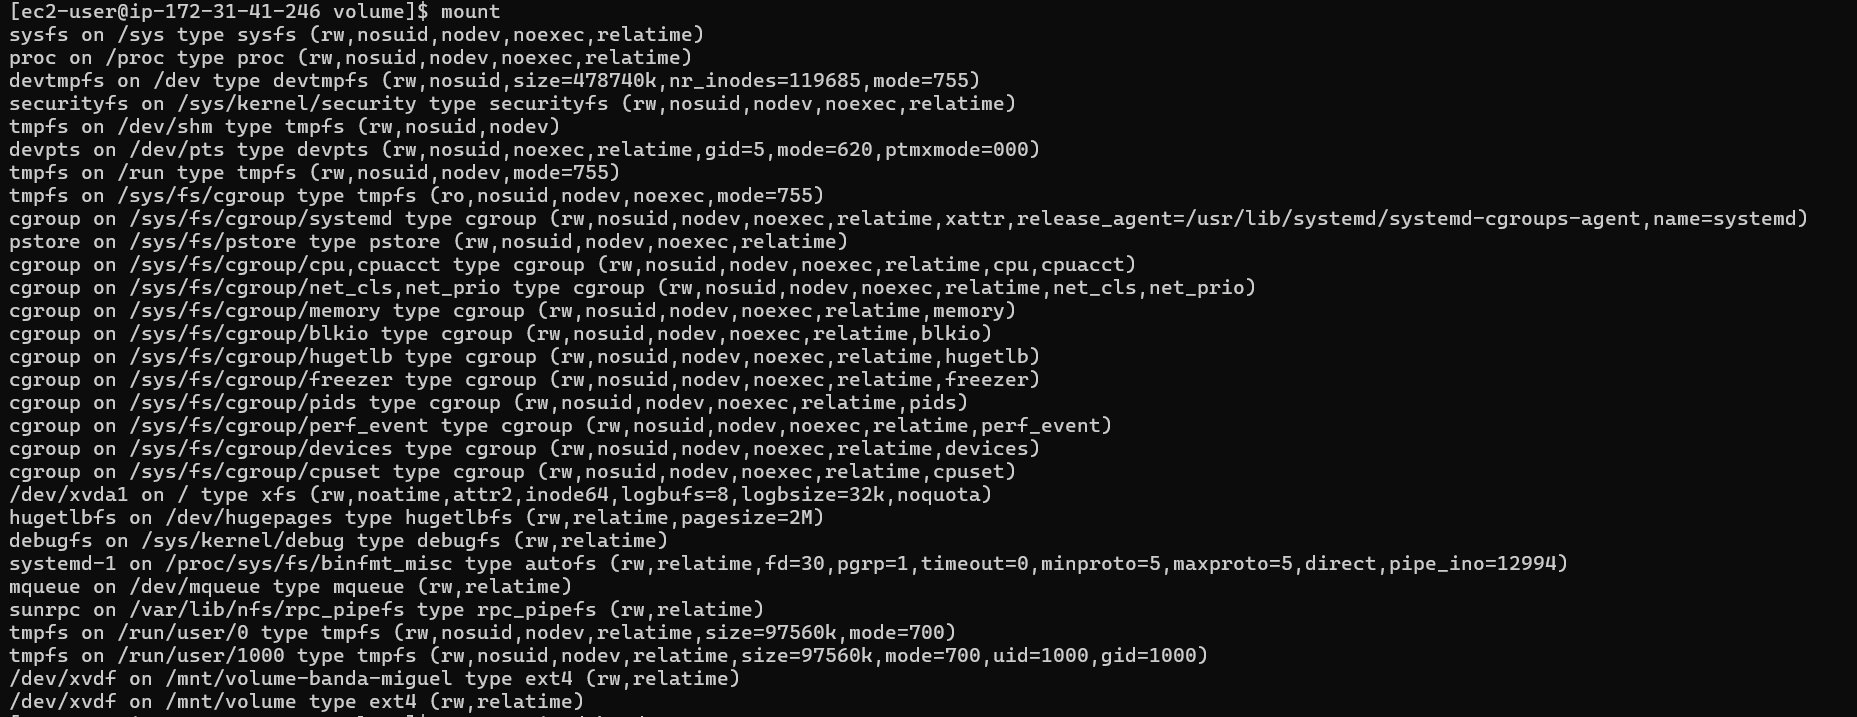 [ec2-user@ip-172-31-41-246 volume]$ mount
sysfs on /sys type sysfs (rw,nosuid,nodev,noexec,relatime)
proc on /proc type proc (rw,nosuid,nodev,noexec,relatime)
devtmpfs on /dev type devtmpfs (rw,nosuid,size=478740k,nr_inodes=119685,mode=755)
securityfs on /sys/kernel/security type securityfs (rw,nosuid,nodev,noexec,relatime)
tmpfs on /dev/shm type tmpfs (rw,nosuid,nodev)
devpts on /dev/pts type devpts (rw,nosuid,noexec,relatime,gid=5,mode=620,ptmxmode=000)
tmpfs on /run type tmpfs (rw,nosuid,nodev,mode=755)
tmpfs on /sys/fs/cgroup type tmpfs (ro,nosuid,nodev,noexec,mode=755)
cgroup on /sys/fs/cgroup/systemd type cgroup (rw,nosuid,nodev,noexec,relatime,xattr,release_agent=/usr/lib/systemd/systemd-cgroups-agent,name=systemd)
pstore on /sys/fs/pstore type pstore (rw,nosuid,nodev,noexec,relatime)
cgroup on /sys/fs/cgroup/cpu,cpuacct type cgroup (rw,nosuid,nodev,noexec,relatime,cpu,cpuacct)
cgroup on /sys/fs/cgroup/net_cls,net_prio type cgroup (rw,nosuid,nodev,noexec,relatime,net_cls,net_prio)
cgroup on /sys/fs/cgroup/memory type cgroup (rw,nosuid,nodev,noexec,relatime,memory)
cgroup on /sys/fs/cgroup/blkio type cgroup (rw,nosuid,nodev,noexec,relatime,blkio)
cgroup on /sys/fs/cgroup/hugetlb type cgroup (rw,nosuid,nodev,noexec,relatime,hugetlb)
cgroup on /sys/fs/cgroup/freezer type cgroup (rw,nosuid,nodev,noexec,relatime,freezer)
cgroup on /sys/fs/cgroup/pids type cgroup (rw,nosuid,nodev,noexec,relatime,pids)
cgroup on /sys/fs/cgroup/perf_event type cgroup (rw,nosuid,nodev,noexec,relatime,perf_event)
cgroup on /sys/fs/cgroup/devices type cgroup (rw,nosuid,nodev,noexec,relatime,devices)
cgroup on /sys/fs/cgroup/cpuset type cgroup (rw,nosuid,nodev,noexec,relatime,cpuset)
/dev/xvda1 on / type xfs (rw,noatime,attr2,inode64,logbufs=8,logbsize=32k,noquota)
hugetlbfs on /dev/hugepages type hugetlbfs (rw,relatime,pagesize=2M)
debugfs on /sys/kernel/debug type debugfs (rw,relatime)
systemd-1 on /proc/sys/fs/binfmt_misc type autofs (rw,relatime,fd=30,pgrp=1,timeout=0,minproto=5,maxproto=5,direct,pipe_ino=12994)
mqueue on /dev/mqueue type mqueue (rw,relatime)
sunrpc on /var/lib/nfs/rpc_pipefs type rpc_pipefs (rw,relatime)
tmpfs on /run/user/0 type tmpfs (rw,nosuid,nodev,relatime,size=97560k,mode=700)
tmpfs on /run/user/1000 type tmpfs (rw,nosuid,nodev,relatime,size=97560k,mode=700,uid=1000,gid=1000)
/dev/xvdf on /mnt/volume-banda-miguel type ext4 (rw,relatime)
/dev/xvdf on /mnt/volume type ext4 (rw,relatime)